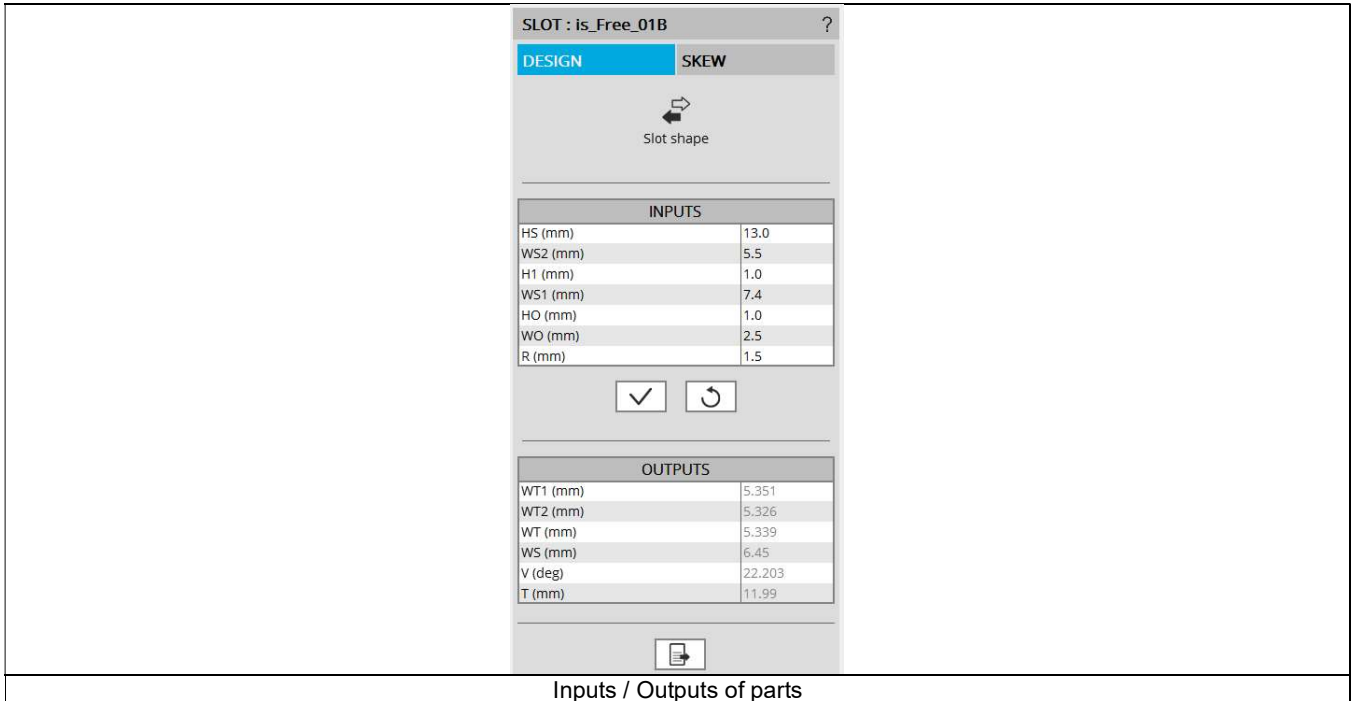 SLOT : is_Free_01B ?
DESIGN SKEW
Slot shape
INPUTS
HS (mm) 13.0
WS2 (mm) 5.5
H1 (mm) 1.0
WS1 (mm) 7.4
HO (mm) 1.0
WO (mm) 2.5
R (mm) 1.5
OUTPUTS
WT1 (mm) 5.351
WT2 (mm) 5.326
WT (mm) 5.339
WS (mm) 6.45
V (deg) 22.203
T (mm) 11.99
Inputs / Outputs of parts